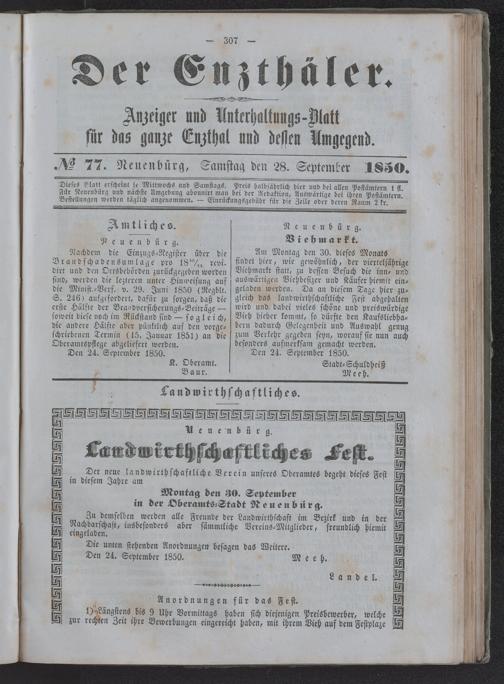 — 307 —
Der Enzthäler.
Anzeiger und Unterhaltungs-Blatt
für das ganze Enzthal und dessen Umgegend.
№ 77. Neuenbürg, Samstag den 28. September 1850.
Dieses Blatt erscheint je Mittwochs und Samstags. Preis halbjährlich hier und bei allen Postämtern 1 fl.
Für Neuenbürg und nächste Umgebung abonnirt man bei der Redaktion, Auswärtige bei ihren Postämtern.
Bestellungen werden täglich angenommen. — Einrückungsgebühr für die Zeile oder deren Raum 2 kr.
Amtliches.
Neuenbürg.
Nachdem die Einzugs-Register über die
Brandschadensumlage pro 18 revi-
dirt und den Ortsbehörden zurückgegeben worden
sind, werden die lezteren unter Hinweisung auf
die Minist.-Verf. v. 29. Juni 1850 (Regblt.
S. 246) aufgefordert, dafür zu sorgen, daß die
erste Hälfte der Brandversicherungs-Beiträge —
soweit diese noch im Rückstand sind — sogleich,
die andere Hälfte aber pünktlich auf den vorge-
schriebenen Termin (15. Januar 1851) an die
Oberamtspflege abgeliefert werden.
Den 24. September 1850.
K. Oberamt.
Baur.
Neuenbürg.
Viehmarkt.
Am Montag den 30. dieses Monats
findet hier, wie gewöhnlich, der vierteljährige
Viehmarkt statt, zu dessen Besuch die inn- und
auswärtigen Viehbesitzer und Käufer hiemit ein-
geladen werden. Da an diesem Tage hier zu-
gleich das landwirthschaftliche Fest abgehalten
wird und dabei vieles schöne und preiswürdige
Vieh hieher kommt, so dürfte den Kaufsliebha-
bern dadurch Gelegenheit und Auswahl genug
zum Verkehr gegeben seyn, worauf sie nun auch
besonders aufmerksam gemacht werden.
Den 24. September 1850.
Stadt-Schuldheiß
Meeh.
Landwirthschaftliches.
Neuenbürg.
Landwirthschaftliches Fest.
Der neue landwirthschaftliche Verein unseres Oberamtes begeht dieses Fest
in diesem Jahre am
Montag den 30. September
in der Oberamts-Stadt Neuenbürg.
Zu demselben werden alle Freunde der Landwirthschaft im Bezirk und in der
Nachbarschaft, insbesonders aber sämmtliche Vereins-Mitglieder, freundlich hiemit
eingeladen.
Die unten stehenden Anordnungen besagen das Weitere.
Den 24. September 1850.
Meeh.
Landel.
Anordnungen für das Fest.
1) Längstens bis 9 Uhr Vormittags haben sich diejenigen Preisbewerber, welche
zur rechten Zeit ihre Bewerbungen eingereicht haben, mit ihrem Vieh auf dem Festplaze